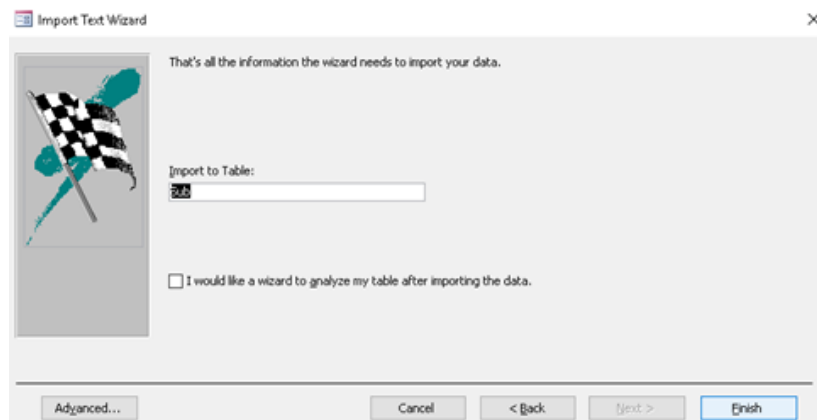 Import Text Wizard
That's all the information the wizard needs to import your data.
Import to Table:
Sub
I would like a wizard to analyze my table after importing the data.
Advanced...
Cancel
< Back
Next >
Finish